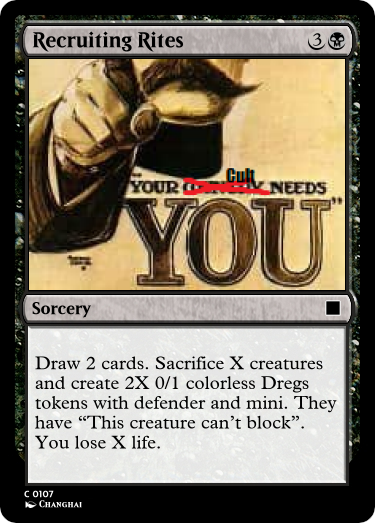 Recruiting Rites 3
Cult
"YOUR COUNTRY NEEDS
YOU"
Sorcery
Draw 2 cards. Sacrifice X creatures
and create 2X 0/1 colorless Dregs
tokens with defender and mini. They
have “This creature can't block”.
You lose X life.
C 0107
CHANGHAI